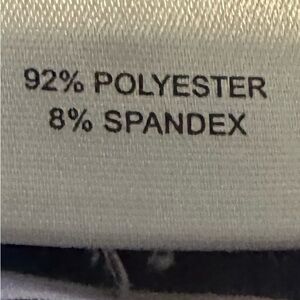 92% POLYESTER
8% SPANDEX